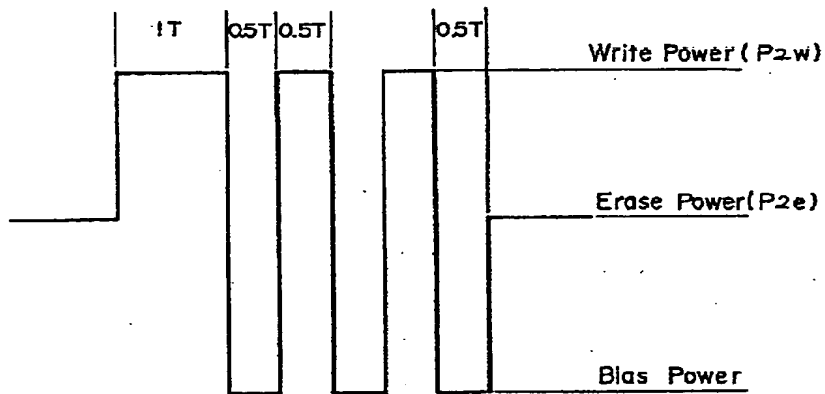 1T 0.5T 0.5T 0.5T
Write Power (P2w)
Erase Power (P2e)
Bias Power